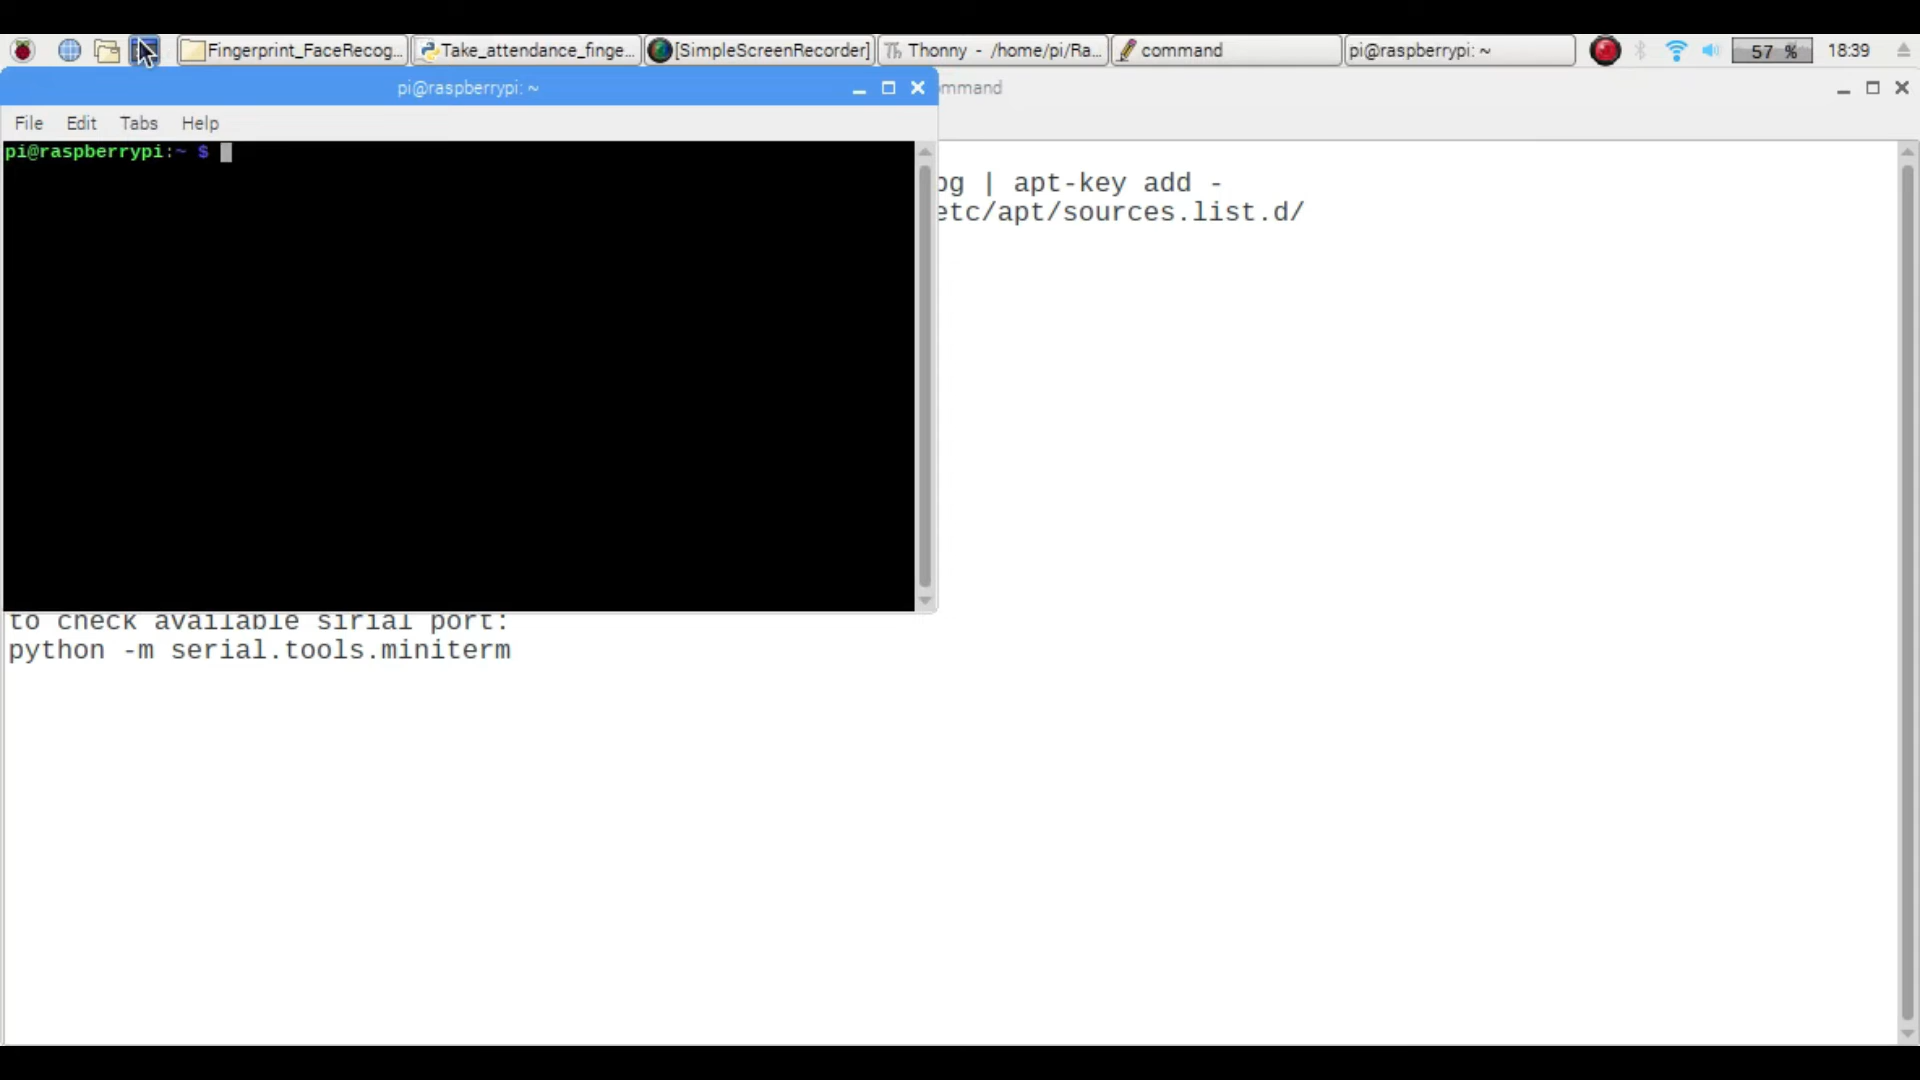 Fingerprint_FaceRecog... Take_attendance_finge... [SimpleScreenRecorder] Thonny - /home/pi/Ra... command pi@raspberrypi: ~ 57 % 18:39
pi@raspberrypi: ~
File Edit Tabs Help
pi@raspberrypi:~ $
mmand
pg | apt-key add -
etc/apt/sources.list.d/
to check available sirial port:
python -m serial.tools.miniterm